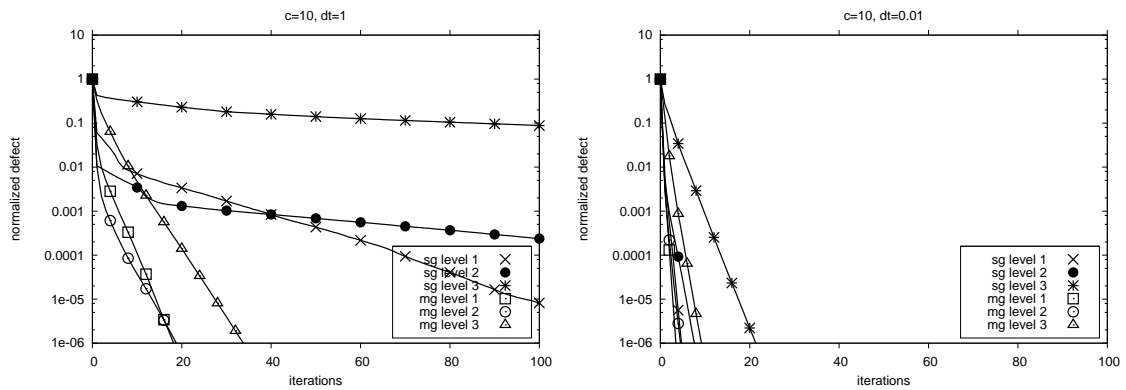 c=10, dt=1
10
1
0.1
0.01
0.001
0.0001
1e-05
1e-06
normalized defect
0 20 40 60 80 100
iterations
sg level 1
sg level 2
sg level 3
mg level 1
mg level 2
mg level 3
c=10, dt=0.01
10
1
0.1
0.01
0.001
0.0001
1e-05
1e-06
normalized defect
0 20 40 60 80 100
iterations
sg level 1
sg level 2
sg level 3
mg level 1
mg level 2
mg level 3